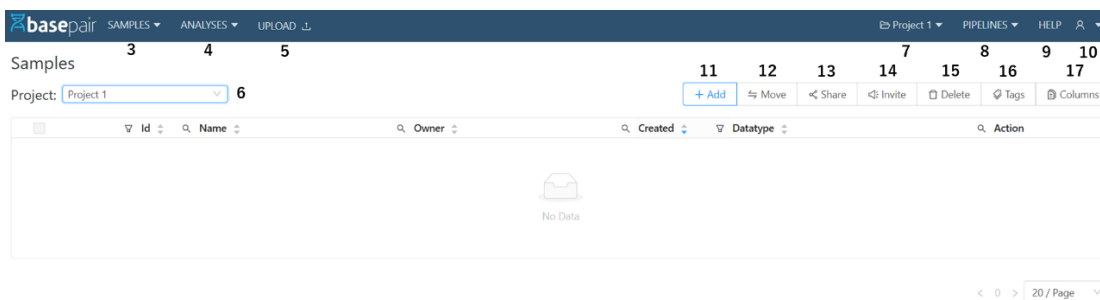 basepair SAMPLES ANALYSES UPLOAD Project 1 PIPELINES HELP
3 4 5 7 8 9 10
Samples
11 12 13 14 15 16 17
Project: Project 1 6 + Add Move Share Invite Delete Tags Columns
Id Name Owner Created Datatype Action
No Data
< 0 > 20 / Page